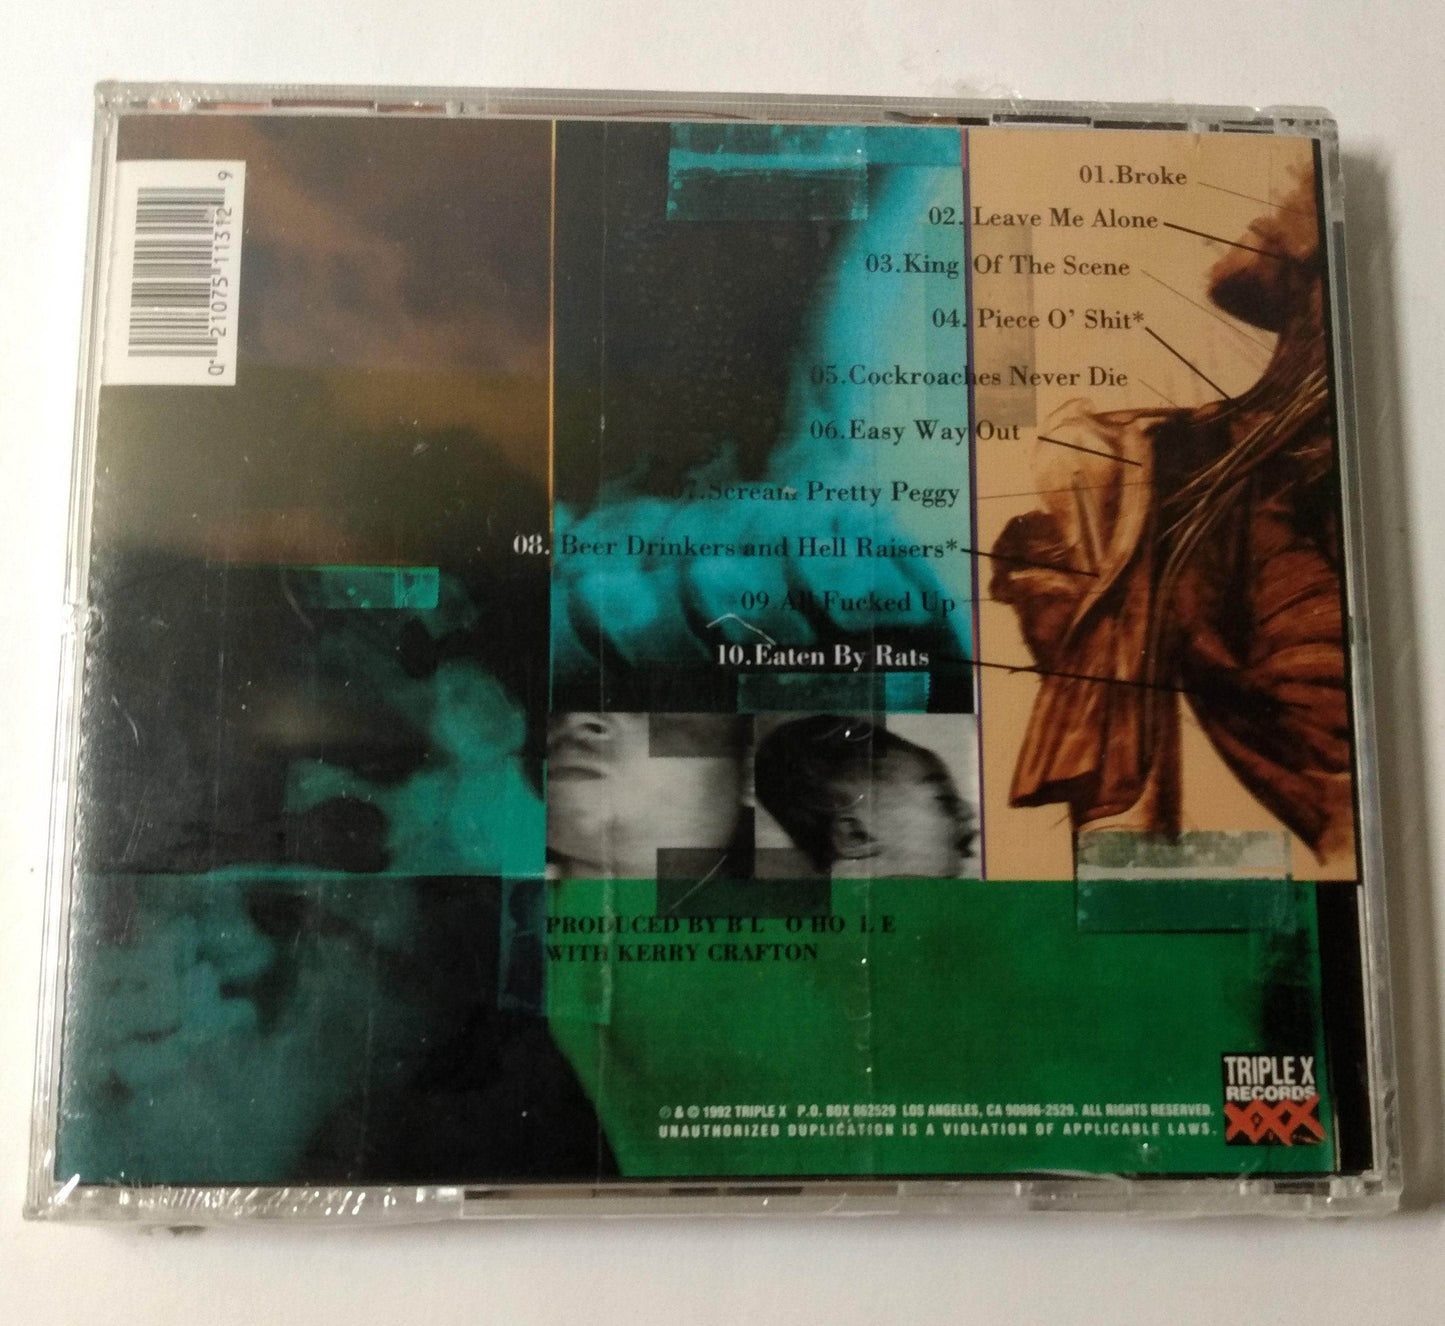 01.Broke
02. Leave Me Alone
03.King Of The Scene
04. Piece O' Shit*
05.Cockroaches Never Die
06.Easy Way Out
07.Scream Pretty Peggy
08. Beer Drinkers and Hell Raisers*
09.All Fucked Up
10.Eaten By Rats
PRODUCED BY B L O HO L E
WITH KERRY CRAFTON
℗ & © 1992 TRIPLE X P.O. BOX 862529 LOS ANGELES, CA 90086-2529. ALL RIGHTS RESERVED.
UNAUTHORIZED DUPLICATION IS A VIOLATION OF APPLICABLE LAWS.
TRIPLE X
RECORDS
XXX
0 21075 11312 9